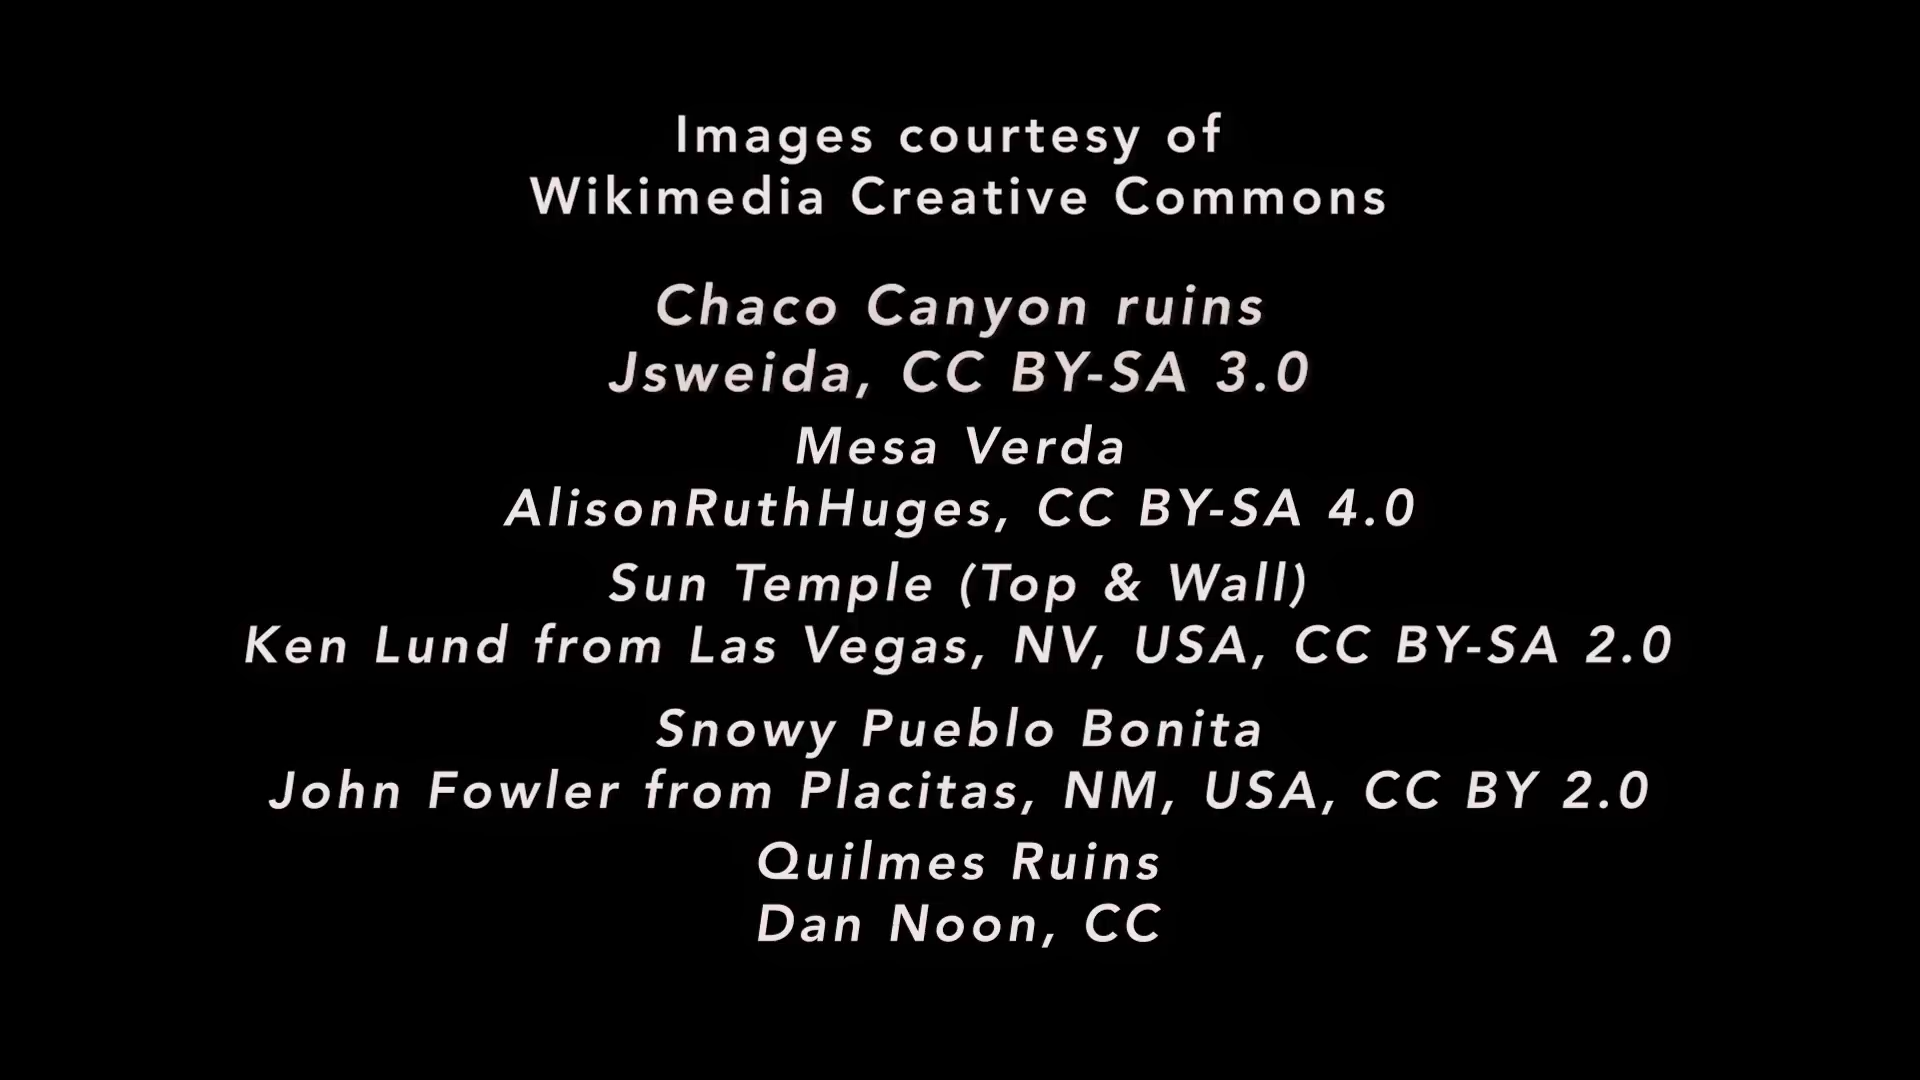 Images courtesy of
Wikimedia Creative Commons
Chaco Canyon ruins
Jsweida, CC BY-SA 3.0
Mesa Verda
AlisonRuthHuges, CC BY-SA 4.0
Sun Temple (Top & Wall)
Ken Lund from Las Vegas, NV, USA, CC BY-SA 2.0
Snowy Pueblo Bonita
John Fowler from Placitas, NM, USA, CC BY 2.0
Quilmes Ruins
Dan Noon, CC